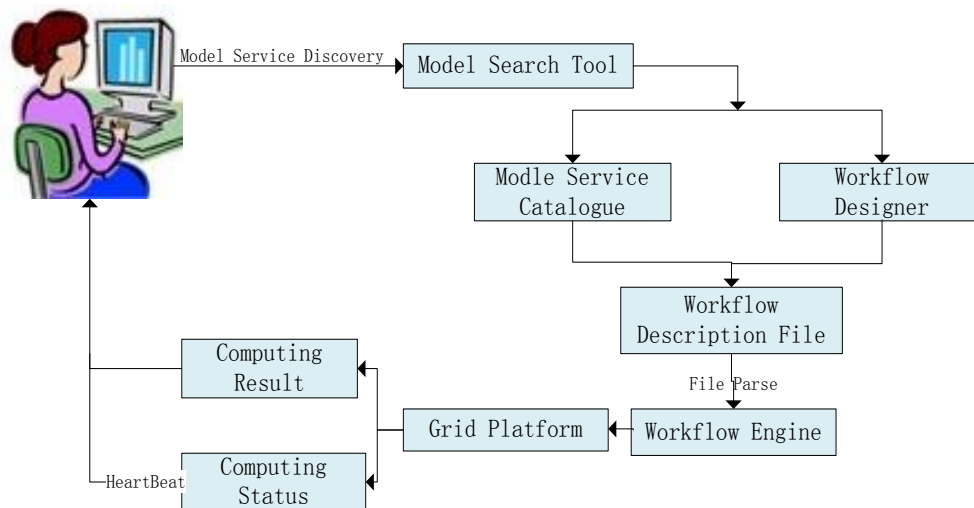 Model Service Discovery
Model Search Tool
Modle Service
Catalogue
Workflow
Designer
Workflow
Description File
File Parse
Workflow Engine
Grid Platform
Computing
Result
Computing
Status
HeartBeat